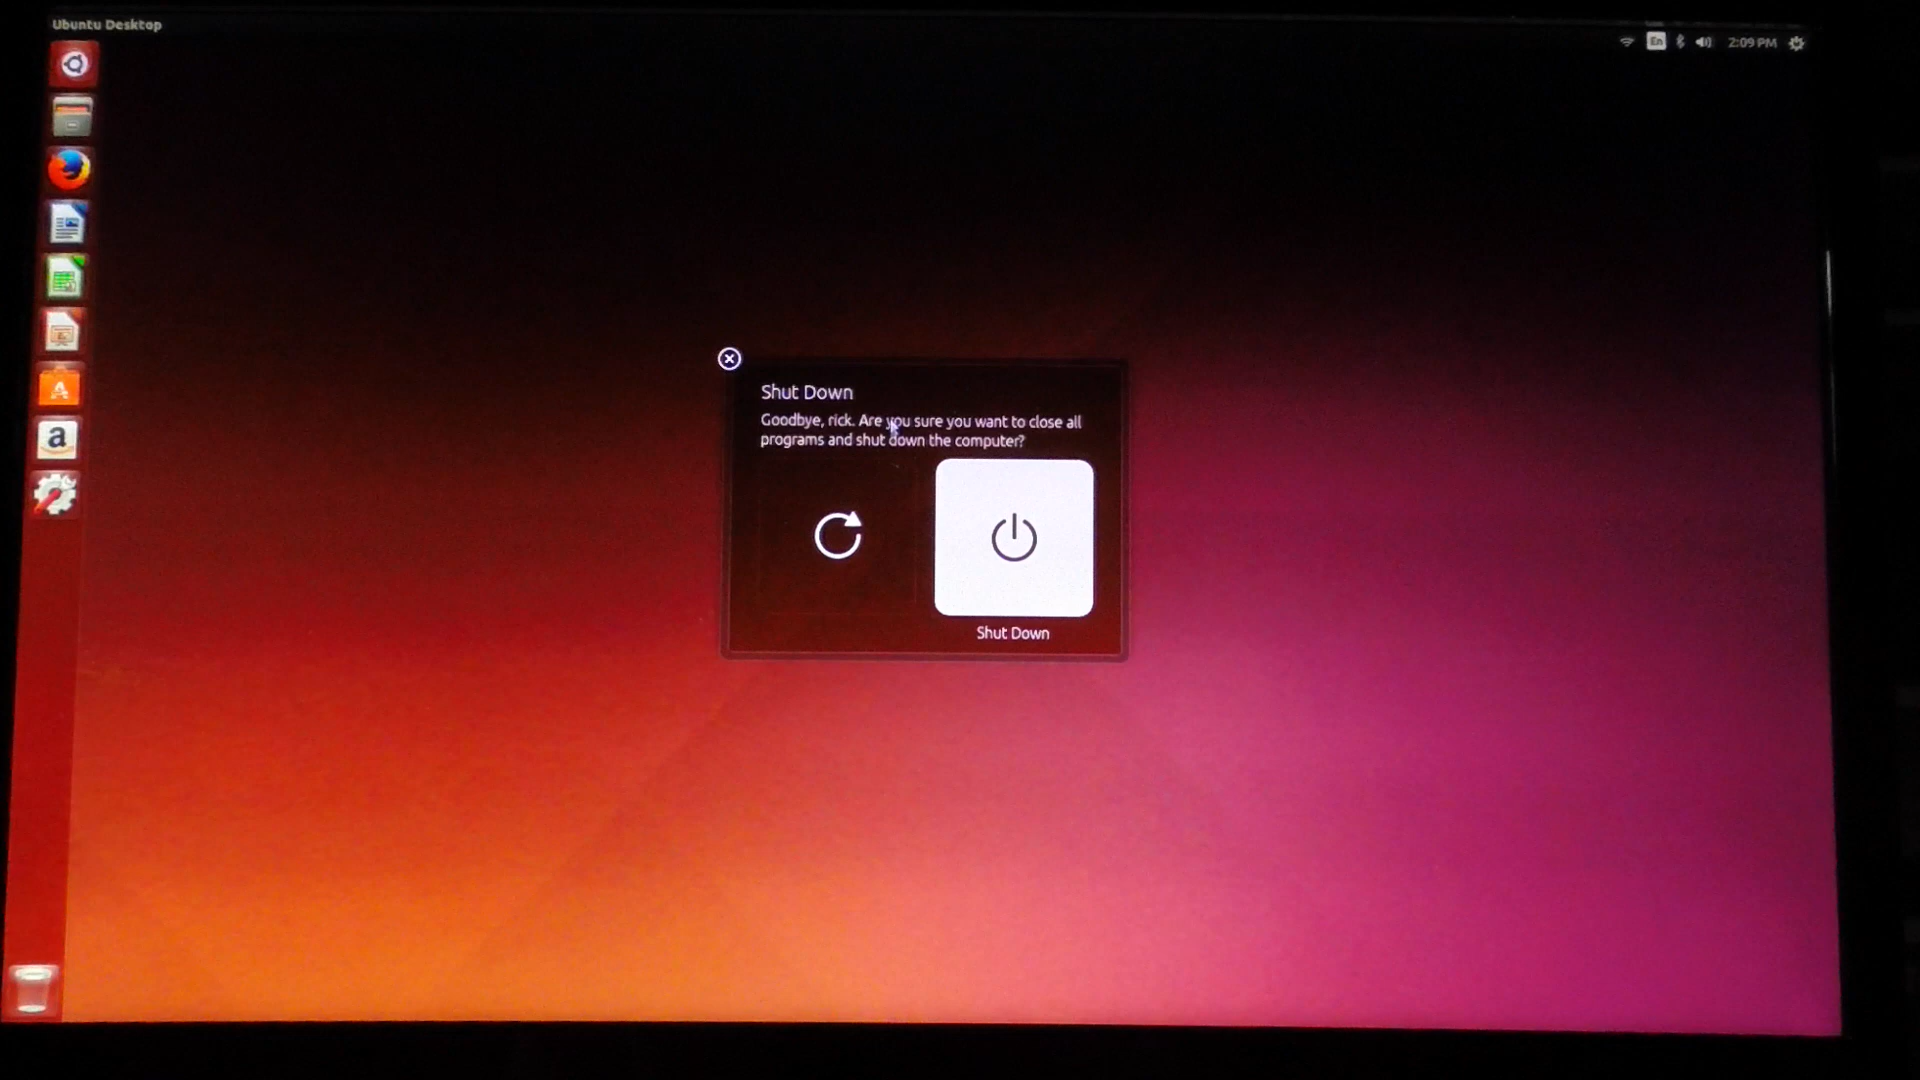 Ubuntu Desktop
En
2:09 PM
Shut Down
Goodbye, rick. Are you sure you want to close all
programs and shut down the computer?
Shut Down
A
a